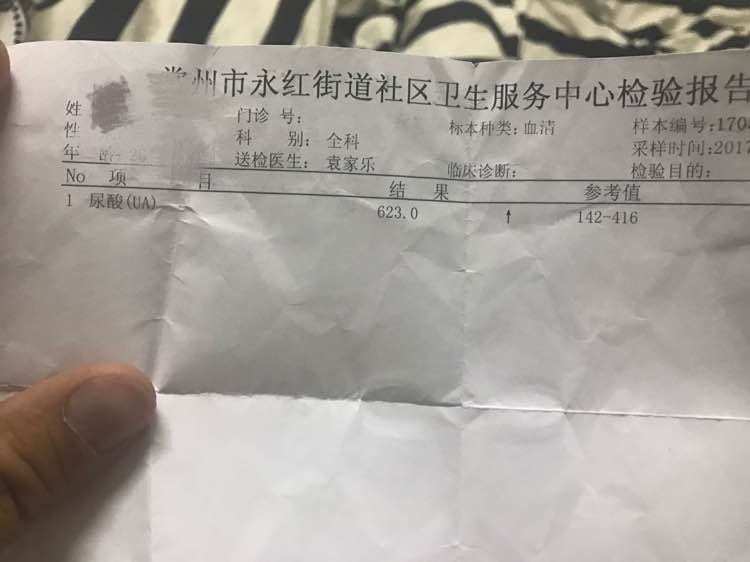 常州市永红街道社区卫生服务中心检验报告
姓 门诊 号: 标本种类: 血清 样本编号:170
性 科 别: 全科 采样时间:2017
年 龄: 26 送检医生: 袁家乐 临床诊断: 检验目的:
No 项 目 结 果 参考值
1 尿酸(UA) 623.0 ↑ 142-416